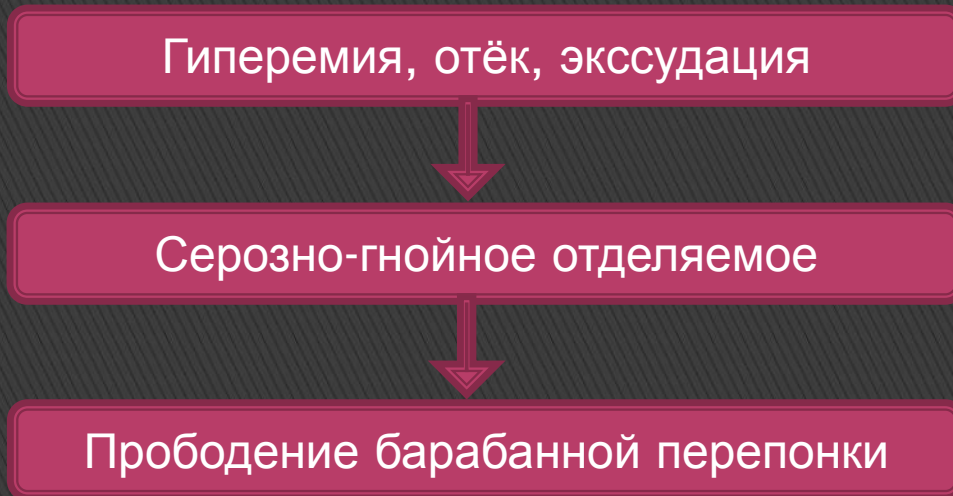 Гиперемия, отёк, экссудация
Серозно-гнойное отделяемое
Прободение барабанной перепонки